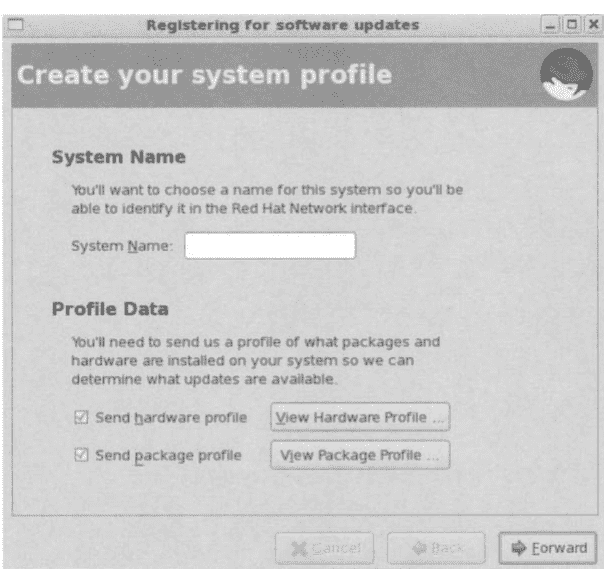 Registering for software updates
Create your system profile
System Name
You'll want to choose a name for this system so you'll be
able to identify it in the Red Hat Network interface.
System Name:
Profile Data
You'll need to send us a profile of what packages and
hardware are installed on your system so we can
determine what updates are available.
Send hardware profile View Hardware Profile ...
Send package profile View Package Profile ...
Cancel Back Forward